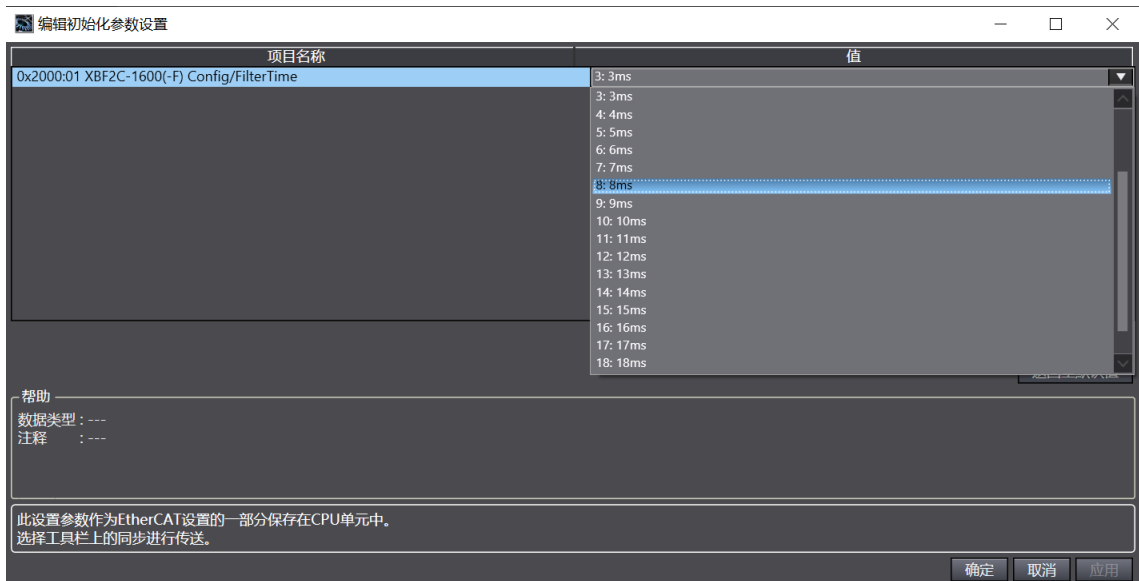 编辑初始化参数设置
项目名称 值
0x2000:01 XBF2C-1600(-F) Config/FilterTime 3: 3ms
3: 3ms
4: 4ms
5: 5ms
6: 6ms
7: 7ms
8: 8ms
9: 9ms
10: 10ms
11: 11ms
12: 12ms
13: 13ms
14: 14ms
15: 15ms
16: 16ms
17: 17ms
18: 18ms
帮助
数据类型 : ---
注释 : ---
此设置参数作为EtherCAT设置的一部分保存在CPU单元中。
选择工具栏上的同步进行传送。
确定 取消 应用